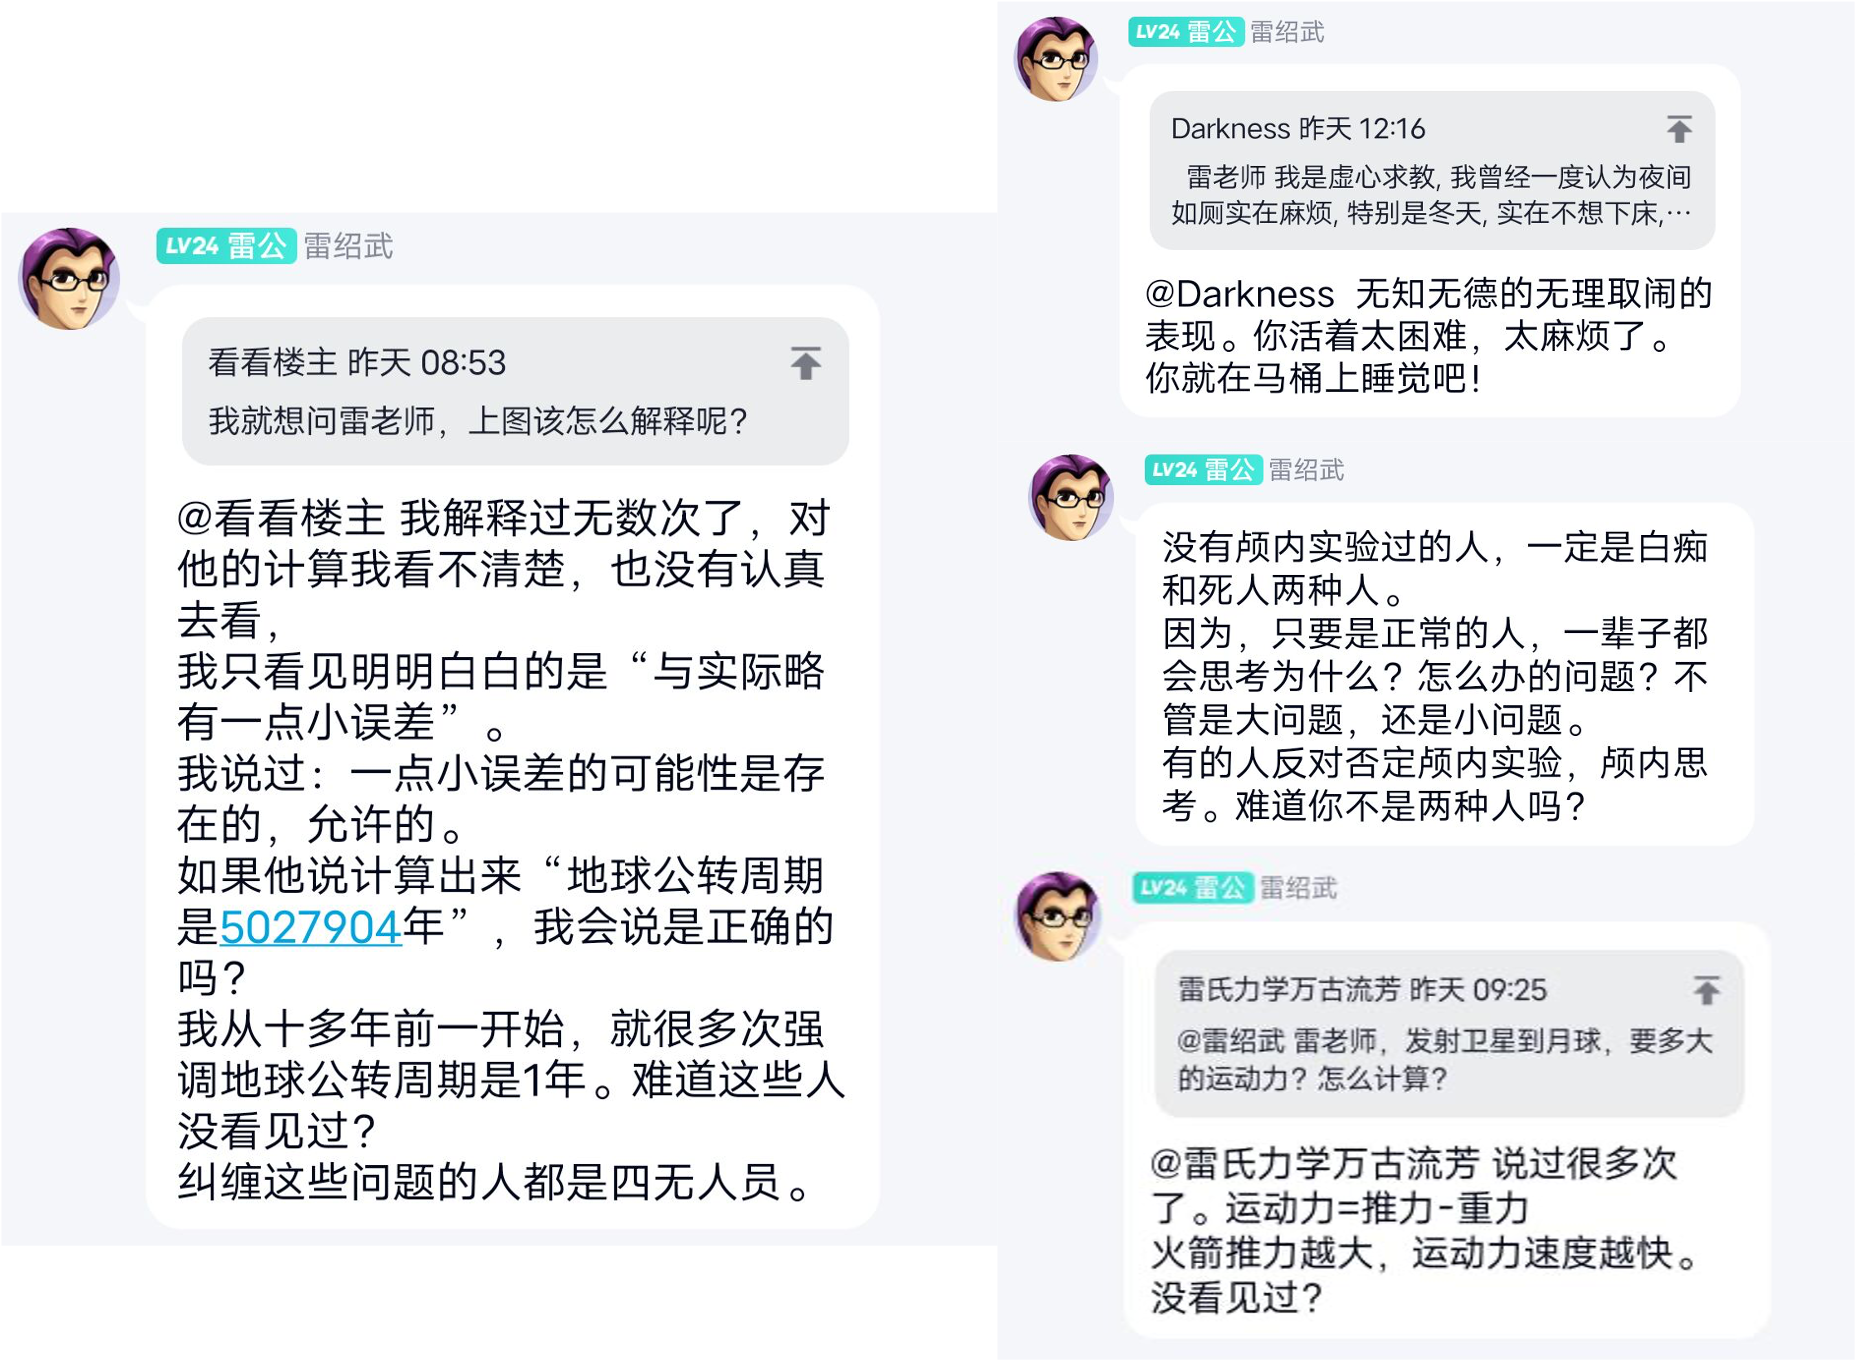 LV24 雷公 雷绍武
看看楼主 昨天 08:53
我就想问雷老师，上图该怎么解释呢？
@看看楼主 我解释过无数次了，对
他的计算我看不清楚，也没有认真
去看，
我只看见明明白白的是“与实际略
有一点小误差”。
我说过：一点小误差的可能性是存
在的，允许的。
如果他说计算出来“地球公转周期
是5027904年”，我会说是正确的
吗？
我从十多年前一开始，就很多次强
调地球公转周期是1年。难道这些人
没看见过？
纠缠这些问题的人都是四无人员。
LV24 雷公 雷绍武
Darkness 昨天 12:16
雷老师 我是虚心求教, 我曾经一度认为夜间
如厕实在麻烦, 特别是冬天, 实在不想下床,…
@Darkness 无知无德的无理取闹的
表现。你活着太困难，太麻烦了。
你就在马桶上睡觉吧！
LV24 雷公 雷绍武
没有颅内实验过的人，一定是白痴
和死人两种人。
因为，只要是正常的人，一辈子都
会思考为什么？怎么办的问题？不
管是大问题，还是小问题。
有的人反对否定颅内实验，颅内思
考。难道你不是两种人吗？
LV24 雷公 雷绍武
雷氏力学万古流芳 昨天 09:25
@雷绍武 雷老师，发射卫星到月球，要多大
的运动力？怎么计算？
@雷氏力学万古流芳 说过很多次
了。运动力=推力-重力
火箭推力越大，运动力速度越快。
没看见过？